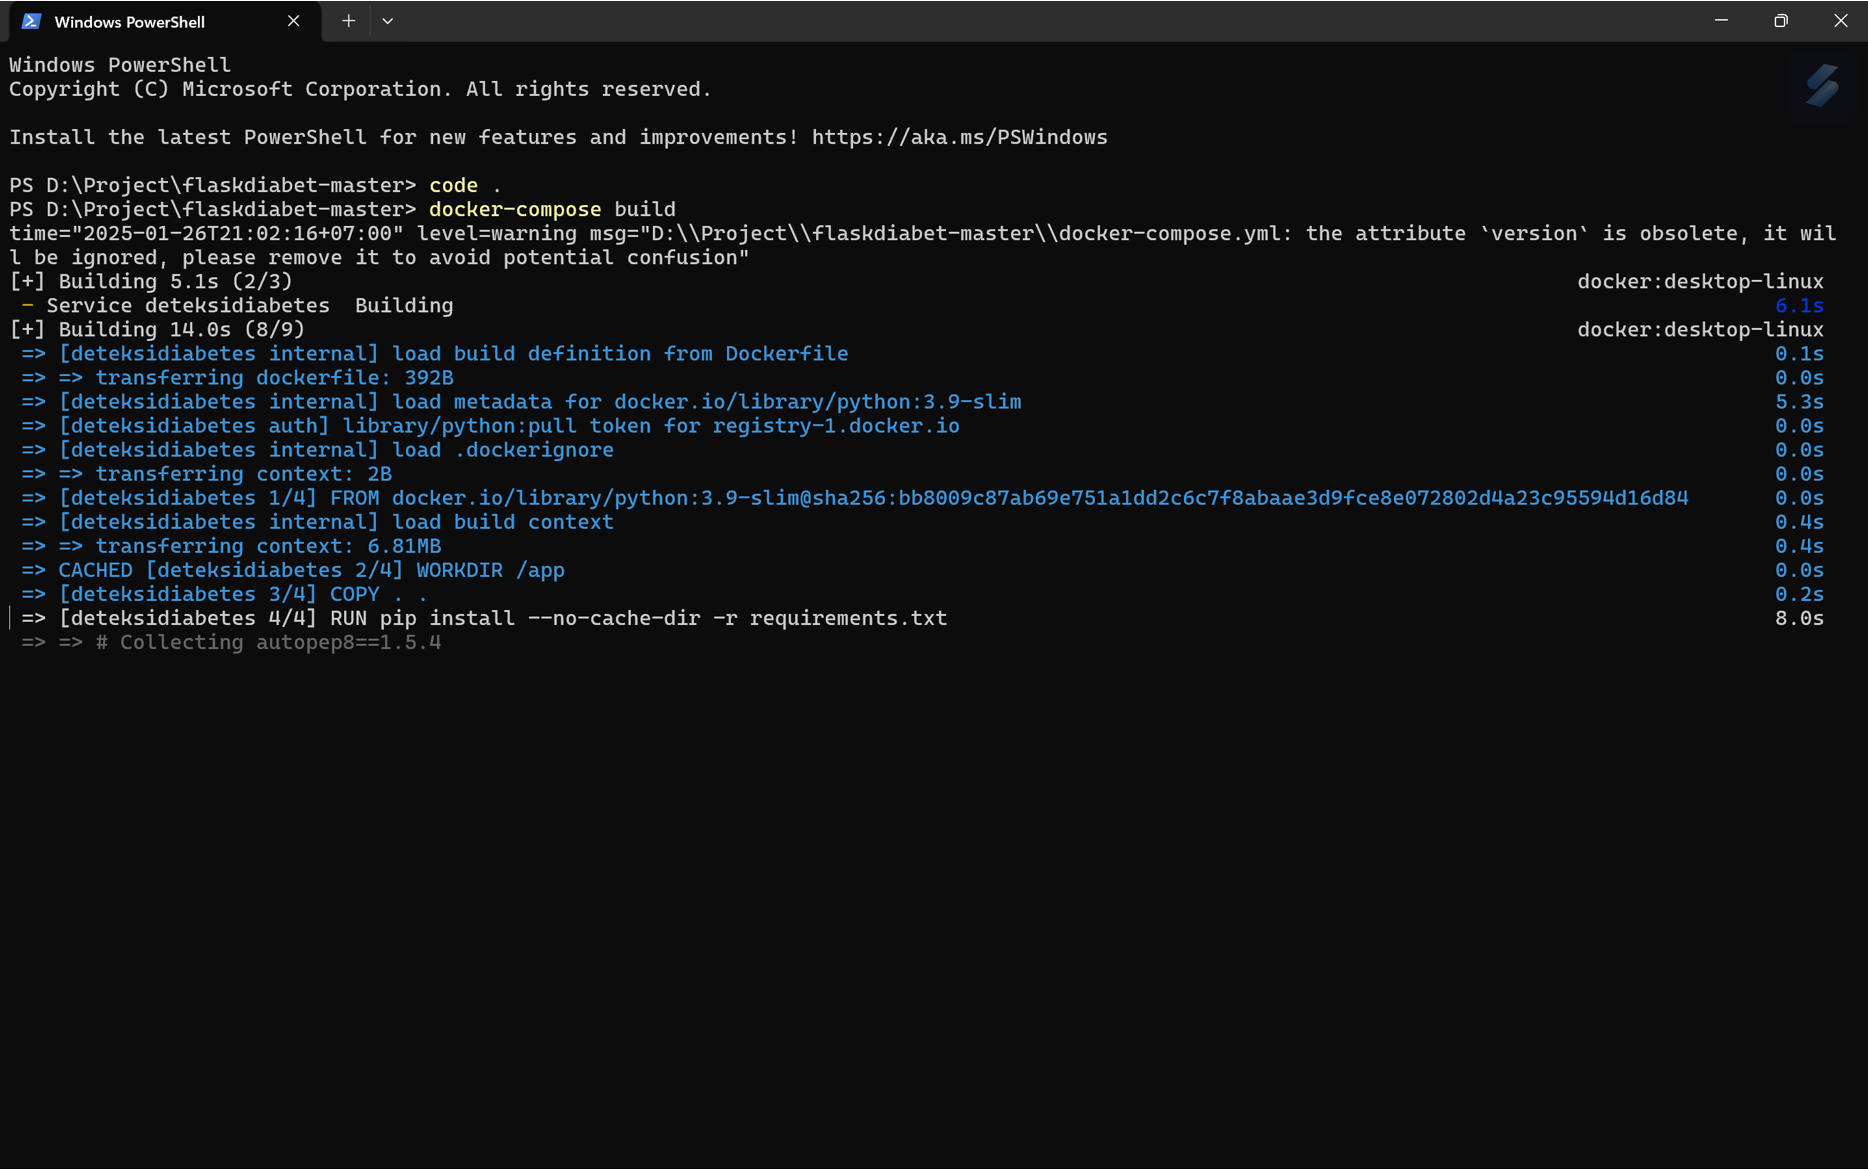 Windows PowerShell
Windows PowerShell
Copyright (C) Microsoft Corporation. All rights reserved.
Install the latest PowerShell for new features and improvements! https://aka.ms/PSWindows
PS D:\Project\flaskdiabet-master> code .
PS D:\Project\flaskdiabet-master> docker-compose build
time="2025-01-26T21:02:16+07:00" level=warning msg="D:\\Project\\flaskdiabet-master\\docker-compose.yml: the attribute `version` is obsolete, it wil
l be ignored, please remove it to avoid potential confusion"
[+] Building 5.1s (2/3) docker:desktop-linux
- Service deteksidiabetes  Building 6.1s
[+] Building 14.0s (8/9) docker:desktop-linux
=> [deteksidiabetes internal] load build definition from Dockerfile 0.1s
=> => transferring dockerfile: 392B 0.0s
=> [deteksidiabetes internal] load metadata for docker.io/library/python:3.9-slim 5.3s
=> [deteksidiabetes auth] library/python:pull token for registry-1.docker.io 0.0s
=> [deteksidiabetes internal] load .dockerignore 0.0s
=> => transferring context: 2B 0.0s
=> [deteksidiabetes 1/4] FROM docker.io/library/python:3.9-slim@sha256:bb8009c87ab69e751a1dd2c6c7f8abaae3d9fce8e072802d4a23c95594d16d84 0.0s
=> [deteksidiabetes internal] load build context 0.4s
=> => transferring context: 6.81MB 0.4s
=> CACHED [deteksidiabetes 2/4] WORKDIR /app 0.0s
=> [deteksidiabetes 3/4] COPY . . 0.2s
=> [deteksidiabetes 4/4] RUN pip install --no-cache-dir -r requirements.txt 8.0s
=> => # Collecting autopep8==1.5.4